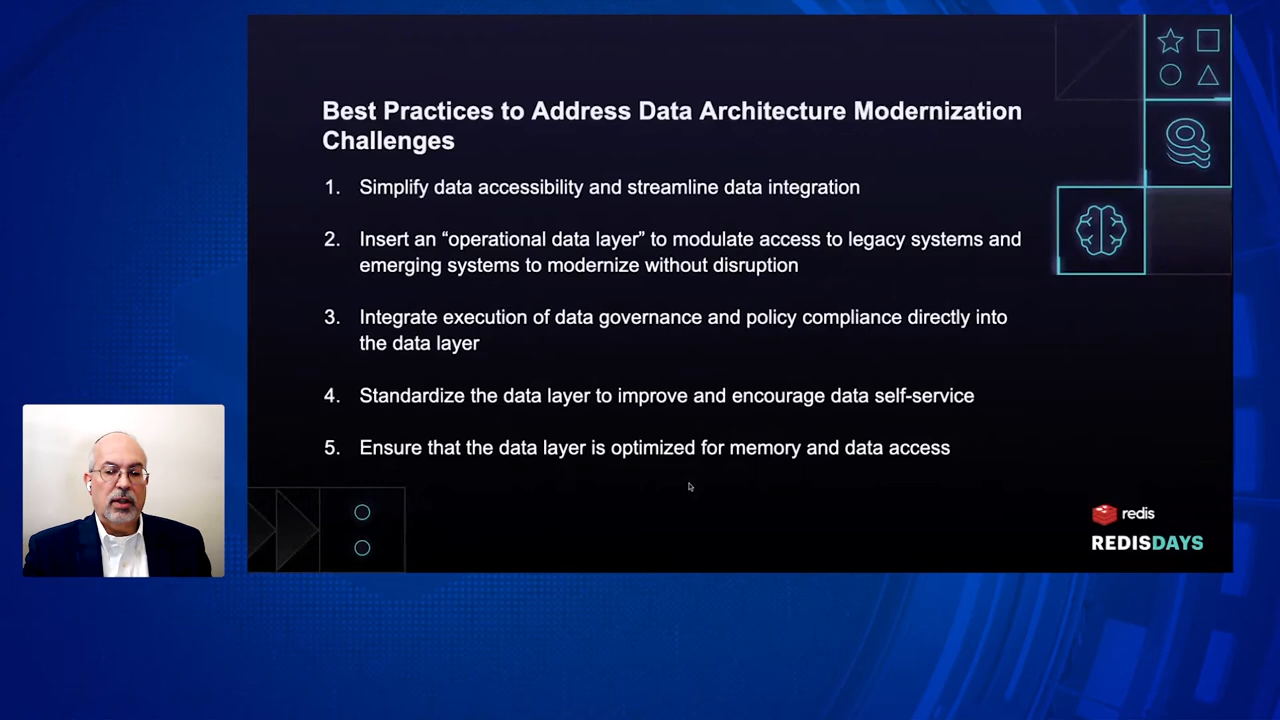 Best Practices to Address Data Architecture Modernization
Challenges
1. Simplify data accessibility and streamline data integration
2. Insert an “operational data layer” to modulate access to legacy systems and
emerging systems to modernize without disruption
3. Integrate execution of data governance and policy compliance directly into
the data layer
4. Standardize the data layer to improve and encourage data self-service
5. Ensure that the data layer is optimized for memory and data access
redis
REDISDAYS